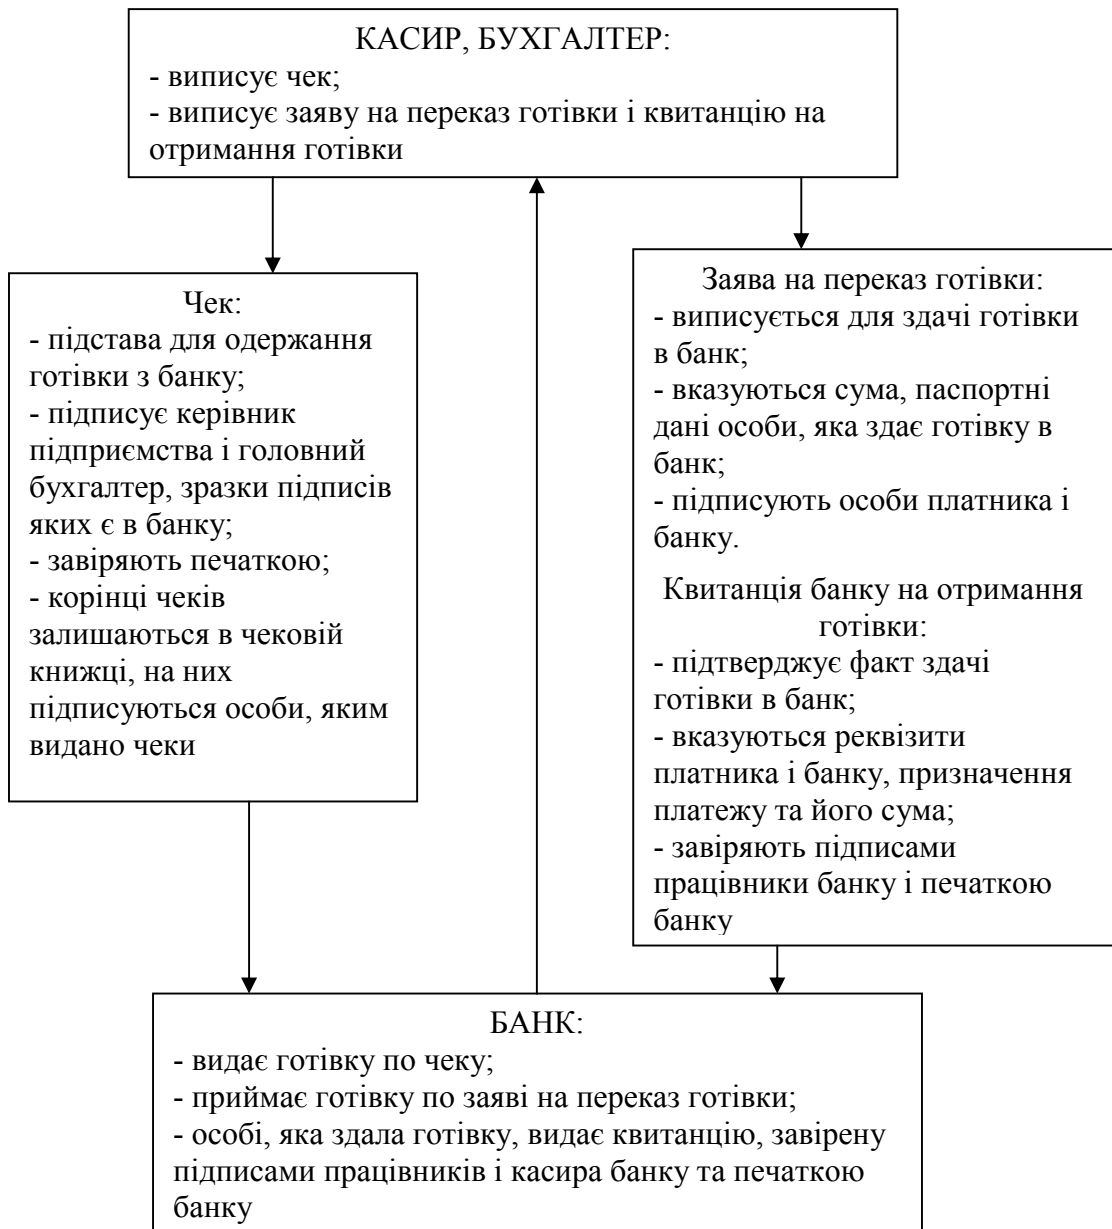 КАСИР, БУХГАЛТЕР:
- виписує чек;
- виписує заяву на переказ готівки і квитанцію на
отримання готівки
Чек:
- підстава для одержання
готівки з банку;
- підписує керівник
підприємства і головний
бухгалтер, зразки підписів
яких є в банку;
- завіряють печаткою;
- корінці чеків
залишаються в чековій
книжці, на них
підписуються особи, яким
видано чеки
Заява на переказ готівки:
- виписується для здачі готівки
в банк;
- вказуються сума, паспортні
дані особи, яка здає готівку в
банк;
- підписують особи платника і
банку.
Квитанція банку на отримання
готівки:
- підтверджує факт здачі
готівки в банк;
- вказуються реквізити
платника і банку, призначення
платежу та його сума;
- завіряють підписами
працівники банку і печаткою
банку
БАНК:
- видає готівку по чеку;
- приймає готівку по заяві на переказ готівки;
- особі, яка здала готівку, видає квитанцію, завірену
підписами працівників і касира банку та печаткою
банку